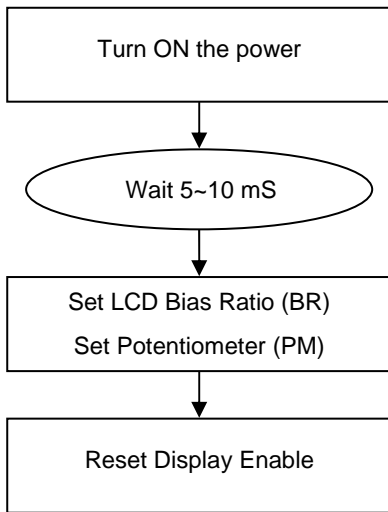 Turn ON the power
Wait 5~10 mS
Set LCD Bias Ratio (BR)
Set Potentiometer (PM)
Reset Display Enable